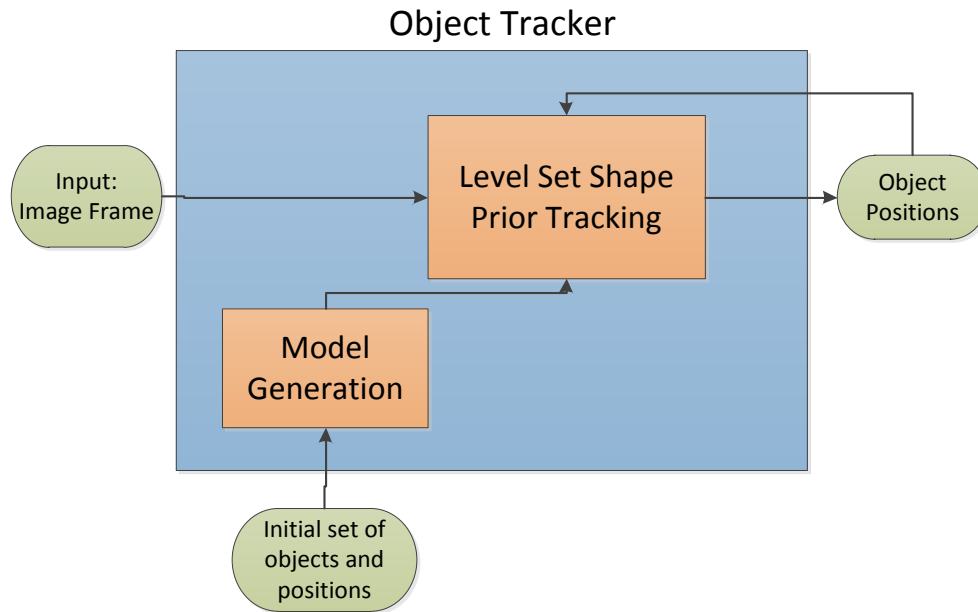 Object Tracker
Input:
Image Frame
Level Set Shape
Prior Tracking
Object
Positions
Model
Generation
Initial set of
objects and
positions